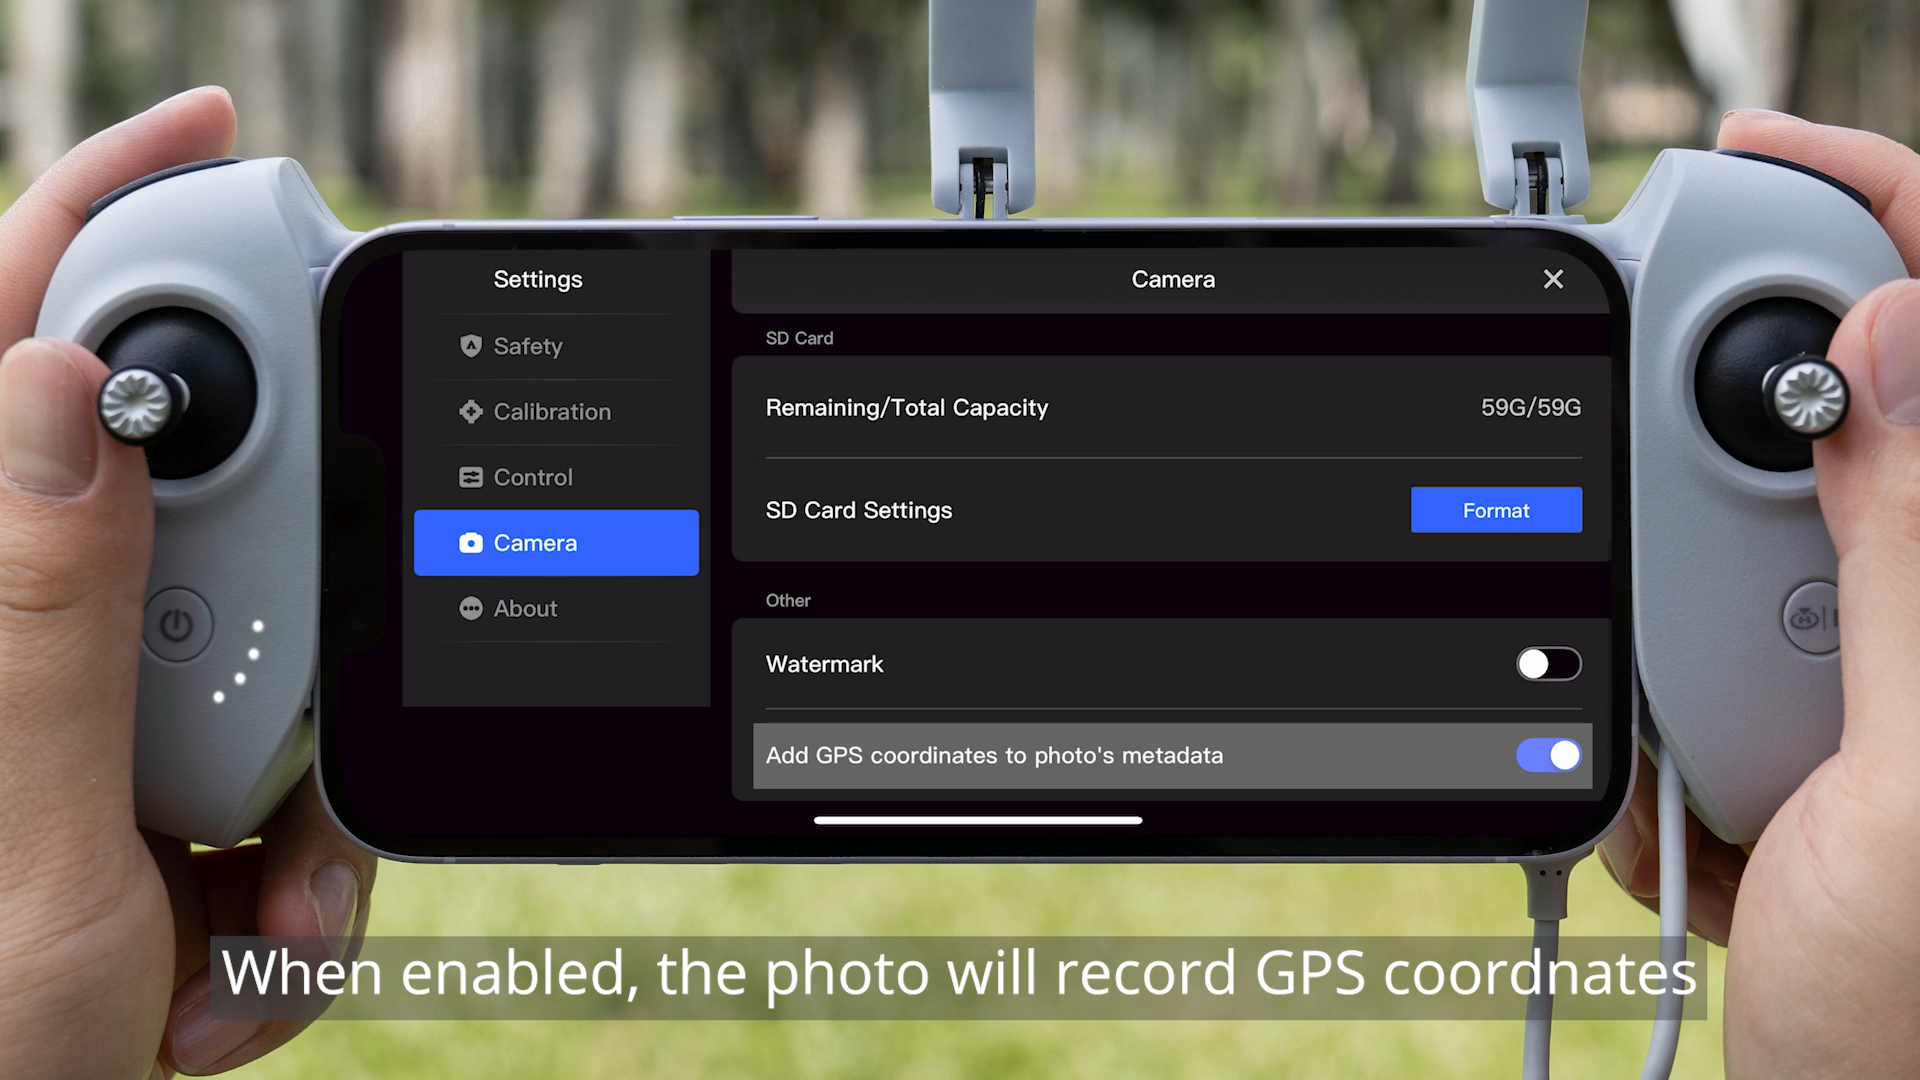 Settings
Safety
Calibration
Control
Camera
About
Camera
SD Card
Remaining/Total Capacity 59G/59G
SD Card Settings Format
Other
Watermark
Add GPS coordinates to photo's metadata
When enabled, the photo will record GPS coordnates